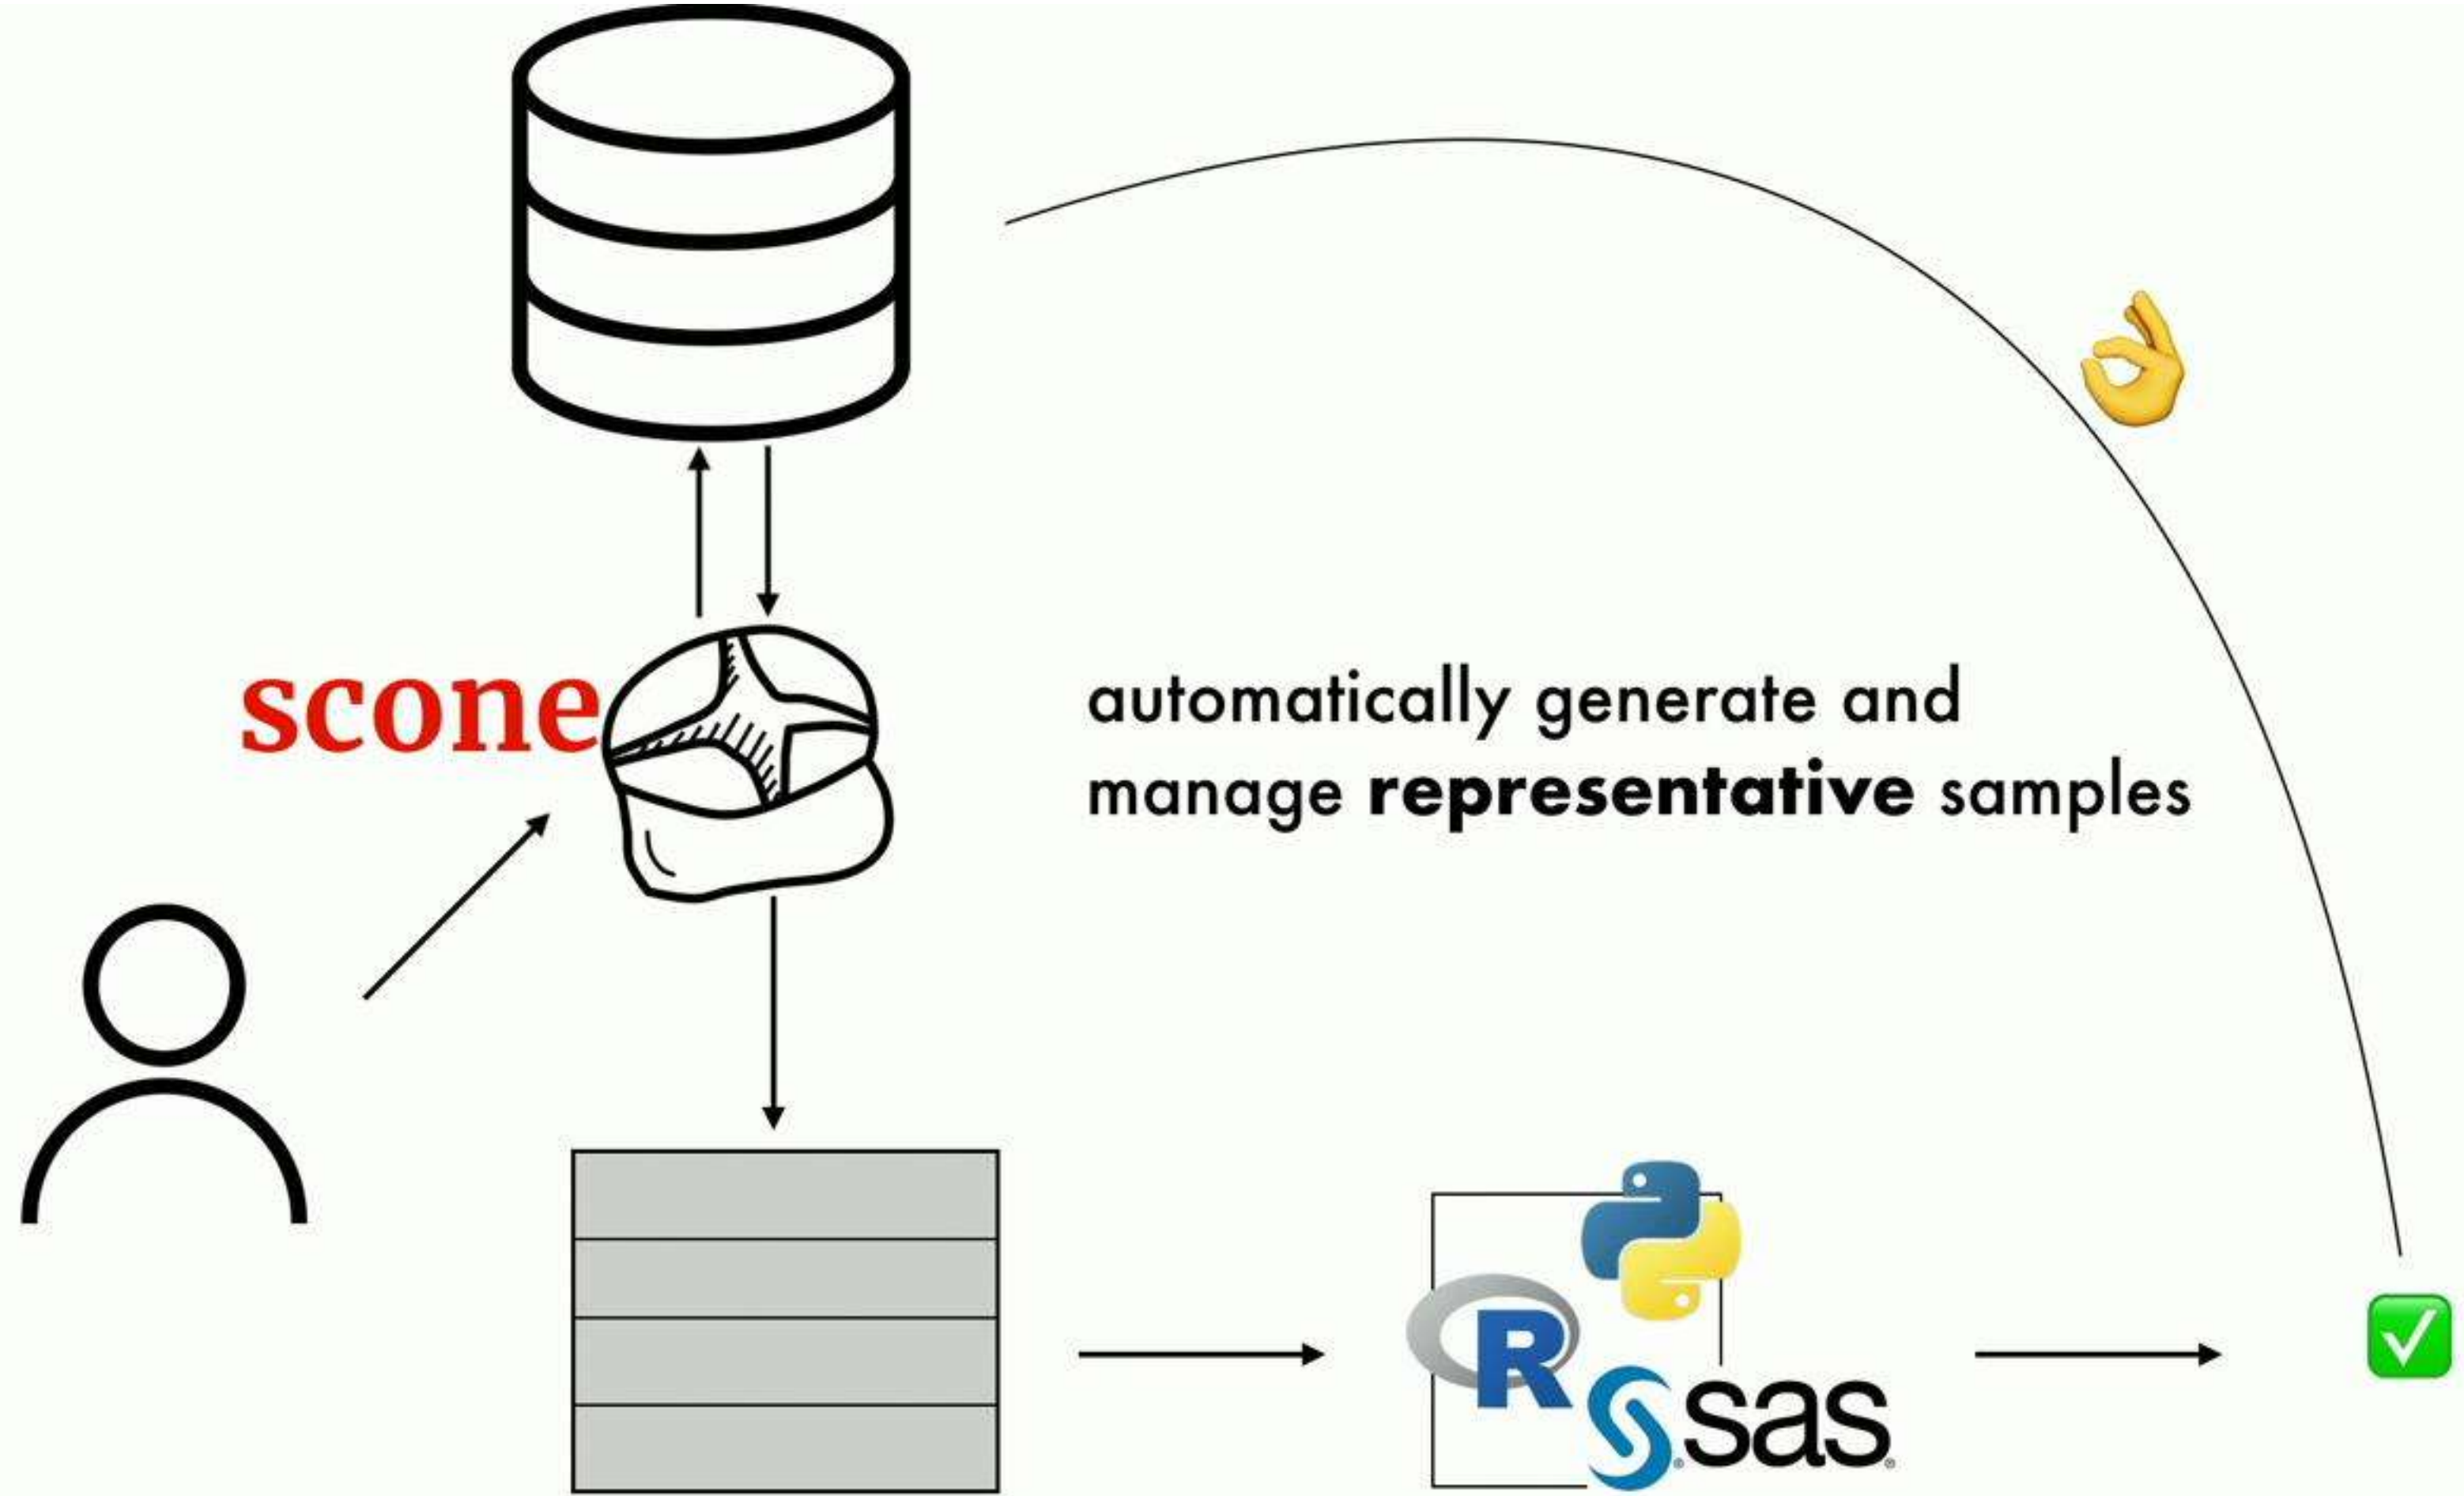 scone
automatically generate and
manage representative samples
R
sas